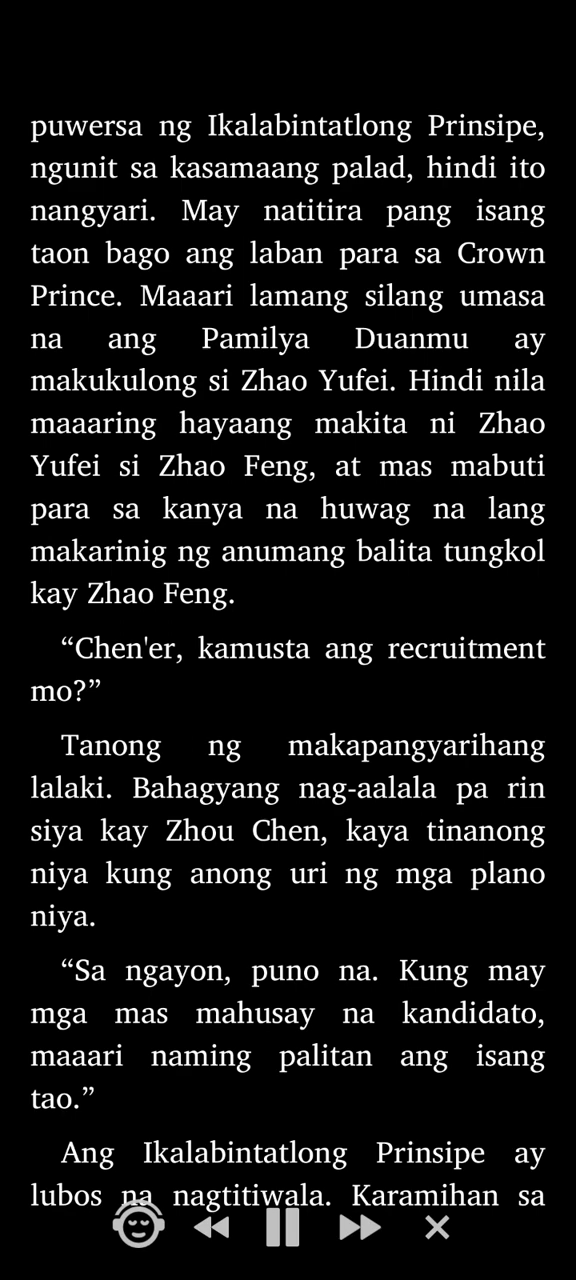 puwersa ng Ikalabintatlong Prinsipe,
ngunit sa kasamaang palad, hindi ito
nangyari. May natitira pang isang
taon bago ang laban para sa Crown
Prince. Maaari lamang silang umasa
na ang Pamilya Duanmu ay
makukulong si Zhao Yufei. Hindi nila
maaaring hayaang makita ni Zhao
Yufei si Zhao Feng, at mas mabuti
para sa kanya na huwag na lang
makarinig ng anumang balita tungkol
kay Zhao Feng.
“Chen'er, kamusta ang recruitment
mo?”
Tanong ng makapangyarihang
lalaki. Bahagyang nag-aalala pa rin
siya kay Zhou Chen, kaya tinanong
niya kung anong uri ng mga plano
niya.
“Sa ngayon, puno na. Kung may
mga mas mahusay na kandidato,
maaari naming palitan ang isang
tao.”
Ang Ikalabintatlong Prinsipe ay
lubos na nagtitiwala. Karamihan sa